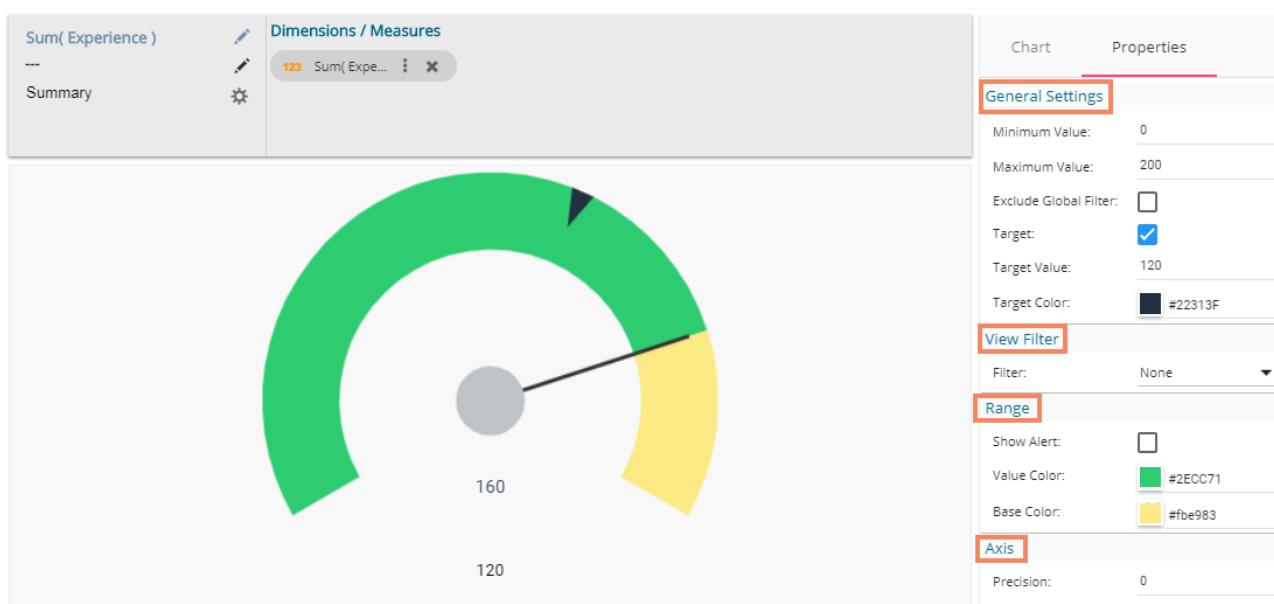 Sum( Experience )
---
Summary
Dimensions / Measures
123 Sum( Expe...
160
120
Chart Properties
General Settings
Minimum Value: 0
Maximum Value: 200
Exclude Global Filter:
Target:
Target Value: 120
Target Color: #22313F
View Filter
Filter: None
Range
Show Alert:
Value Color: #2ECC71
Base Color: #fbe983
Axis
Precision: 0